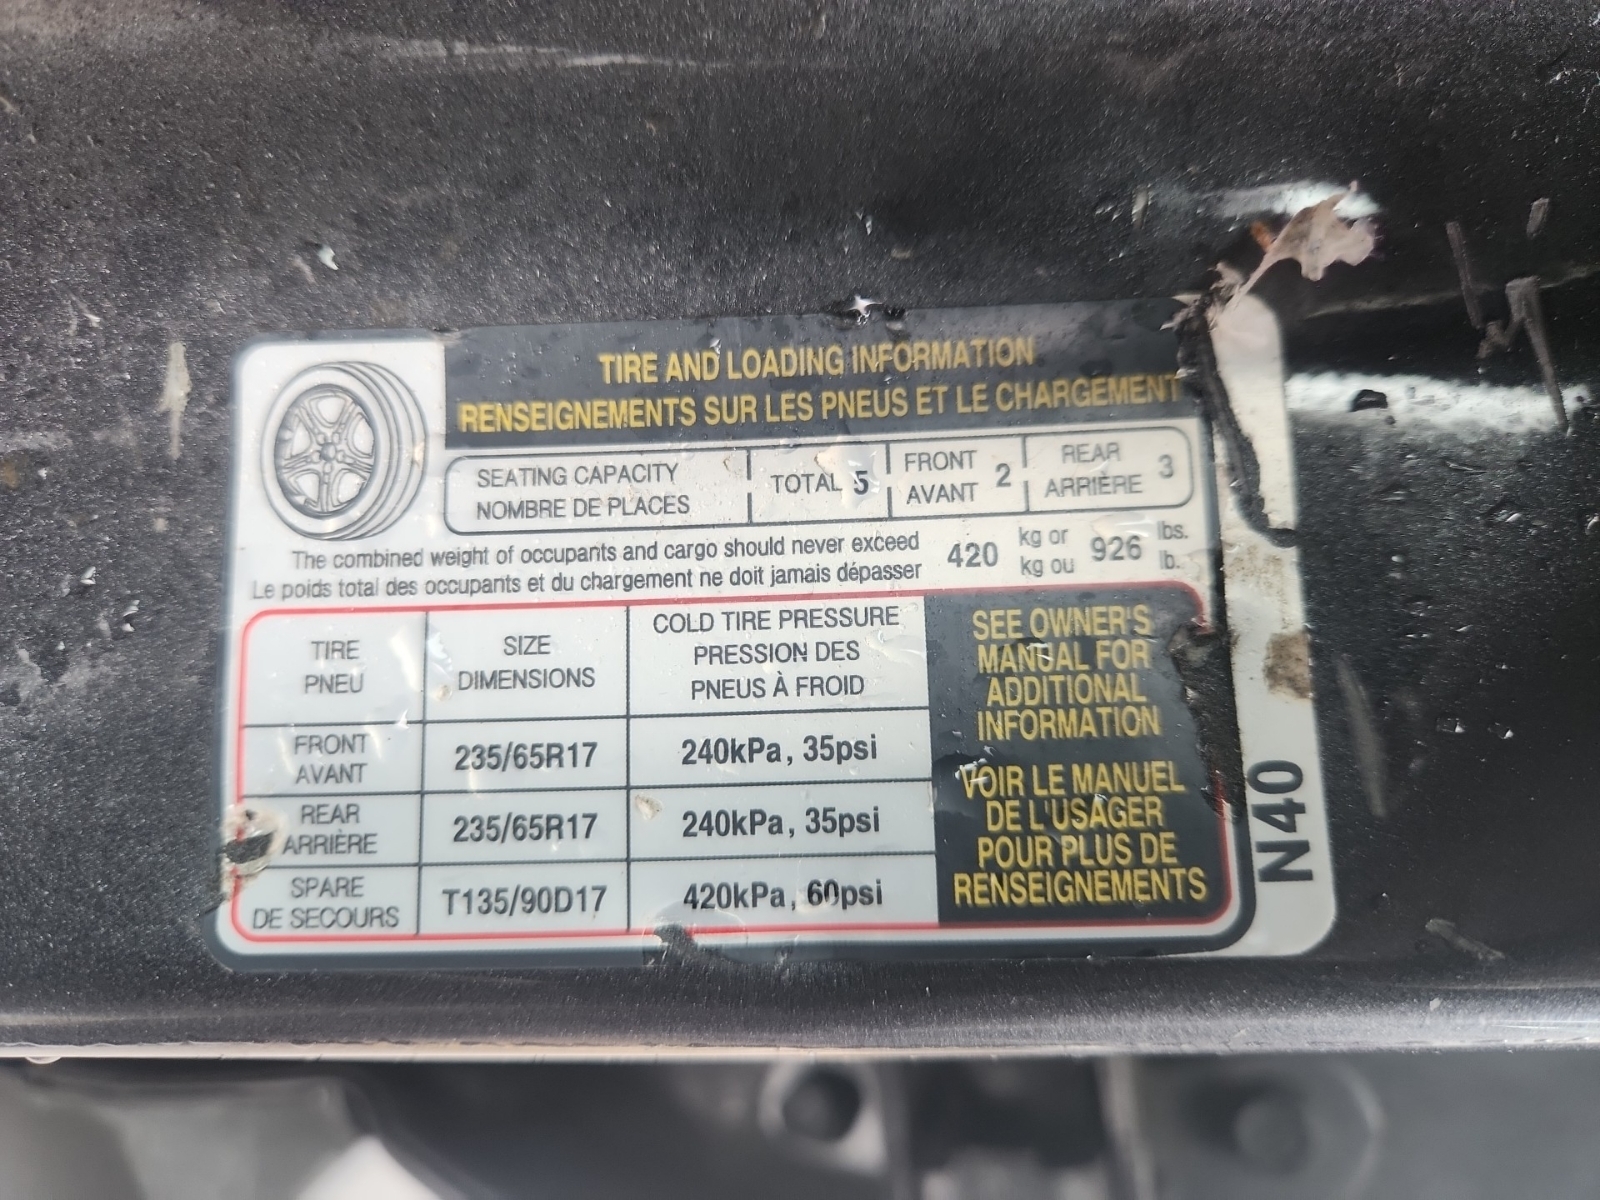 TIRE AND LOADING INFORMATION
RENSEIGNEMENTS SUR LES PNEUS ET LE CHARGEMENT
SEATING CAPACITY
NOMBRE DE PLACES
TOTAL 5
FRONT
AVANT 2
REAR
ARRIÈRE 3
The combined weight of occupants and cargo should never exceed
Le poids total des occupants et du chargement ne doit jamais dépasser
420 kg or 926 lbs.
kg ou lb.
TIRE
PNEU
SIZE
DIMENSIONS
COLD TIRE PRESSURE
PRESSION DES
PNEUS À FROID
FRONT
AVANT
235/65R17
240kPa, 35psi
REAR
ARRIÈRE
235/65R17
240kPa, 35psi
SPARE
DE SECOURS
T135/90D17
420kPa, 60psi
SEE OWNER'S
MANUAL FOR
ADDITIONAL
INFORMATION
VOIR LE MANUEL
DE L'USAGER
POUR PLUS DE
RENSEIGNEMENTS
N40